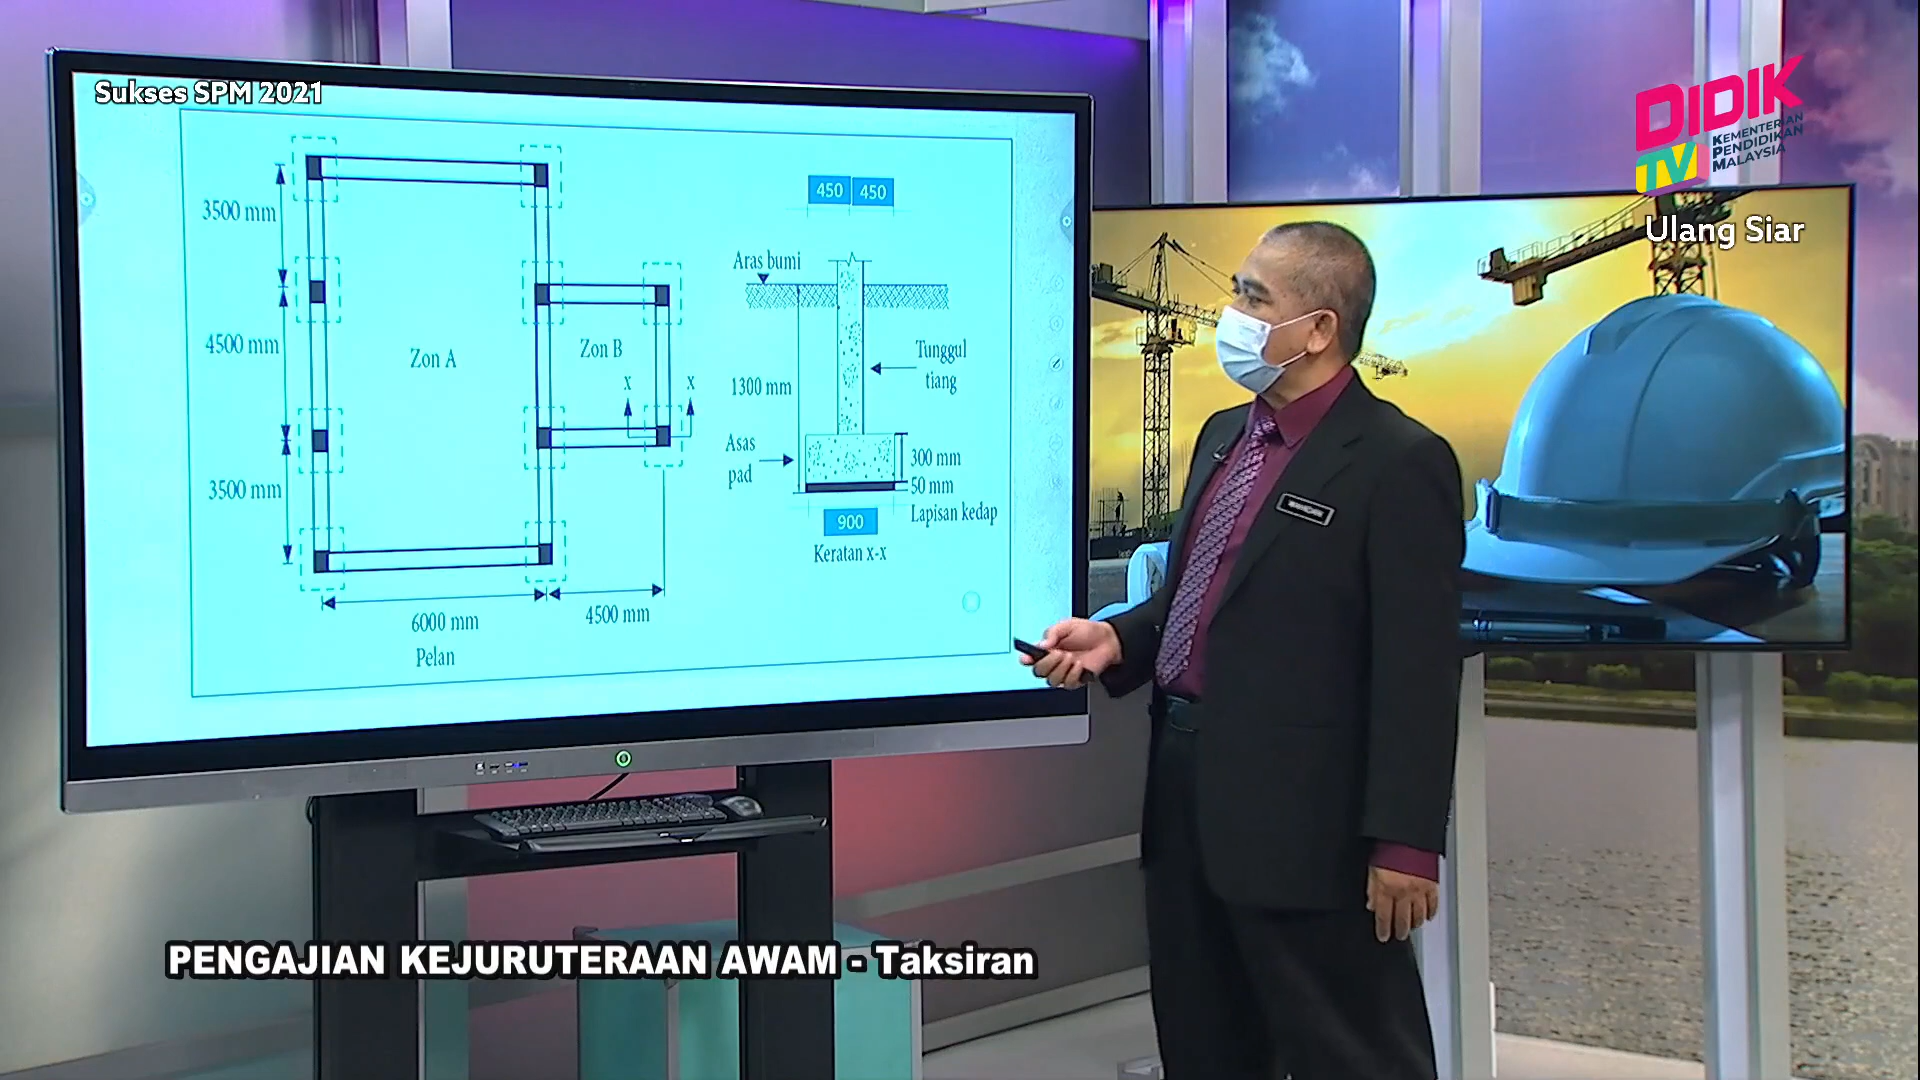 Sukses SPM 2021
DIDIK
TV
KEMENTERIAN
PENDIDIKAN
MALAYSIA
Ulang Siar
3500 mm
4500 mm
3500 mm
Zon A
Zon B
x
x
6000 mm
4500 mm
Pelan
450
450
Aras bumi
Tunggul
tiang
1300 mm
Asas
pad
300 mm
50 mm
Lapisan kedap
900
Keratan x-x
PENGAJIAN KEJURUTERAAN AWAM - Taksiran